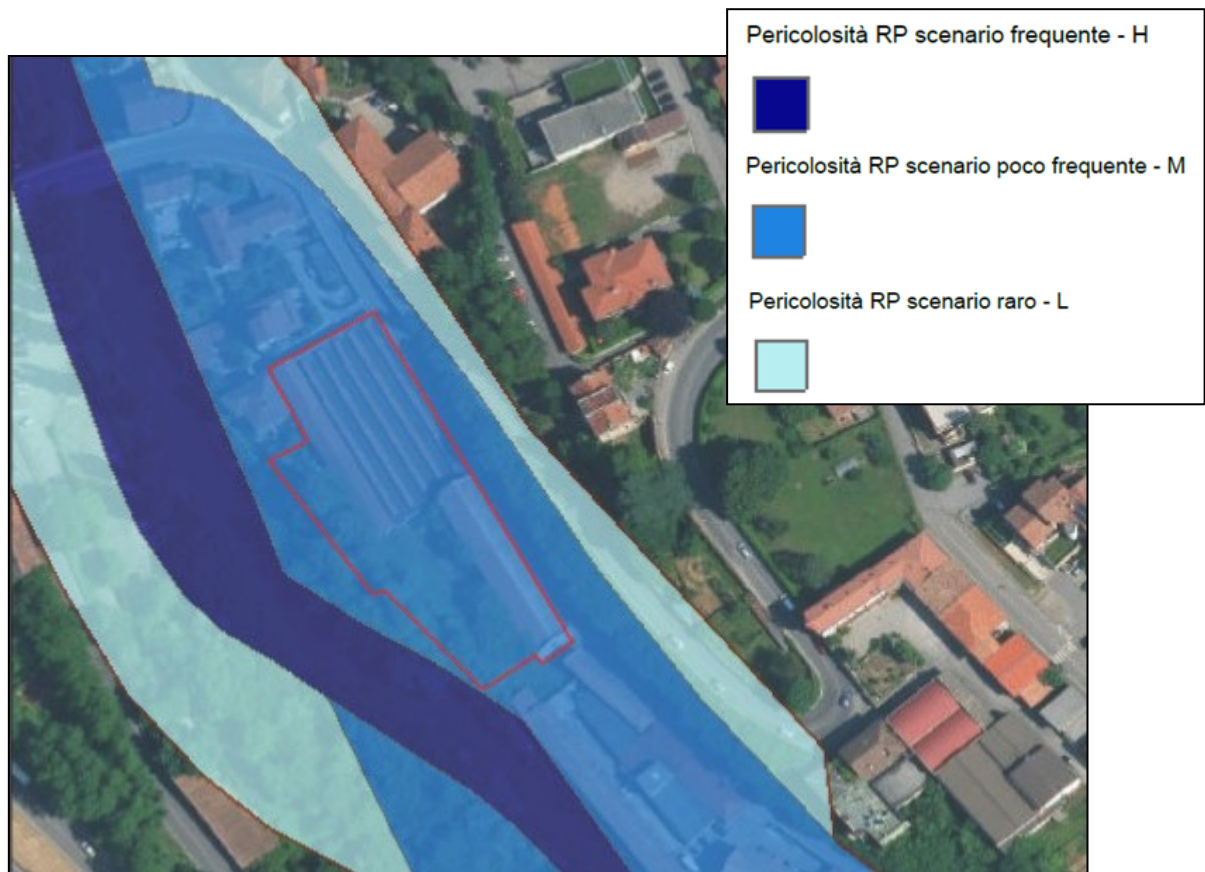 Pericolosità RP scenario frequente - H
Pericolosità RP scenario poco frequente - M
Pericolosità RP scenario raro - L